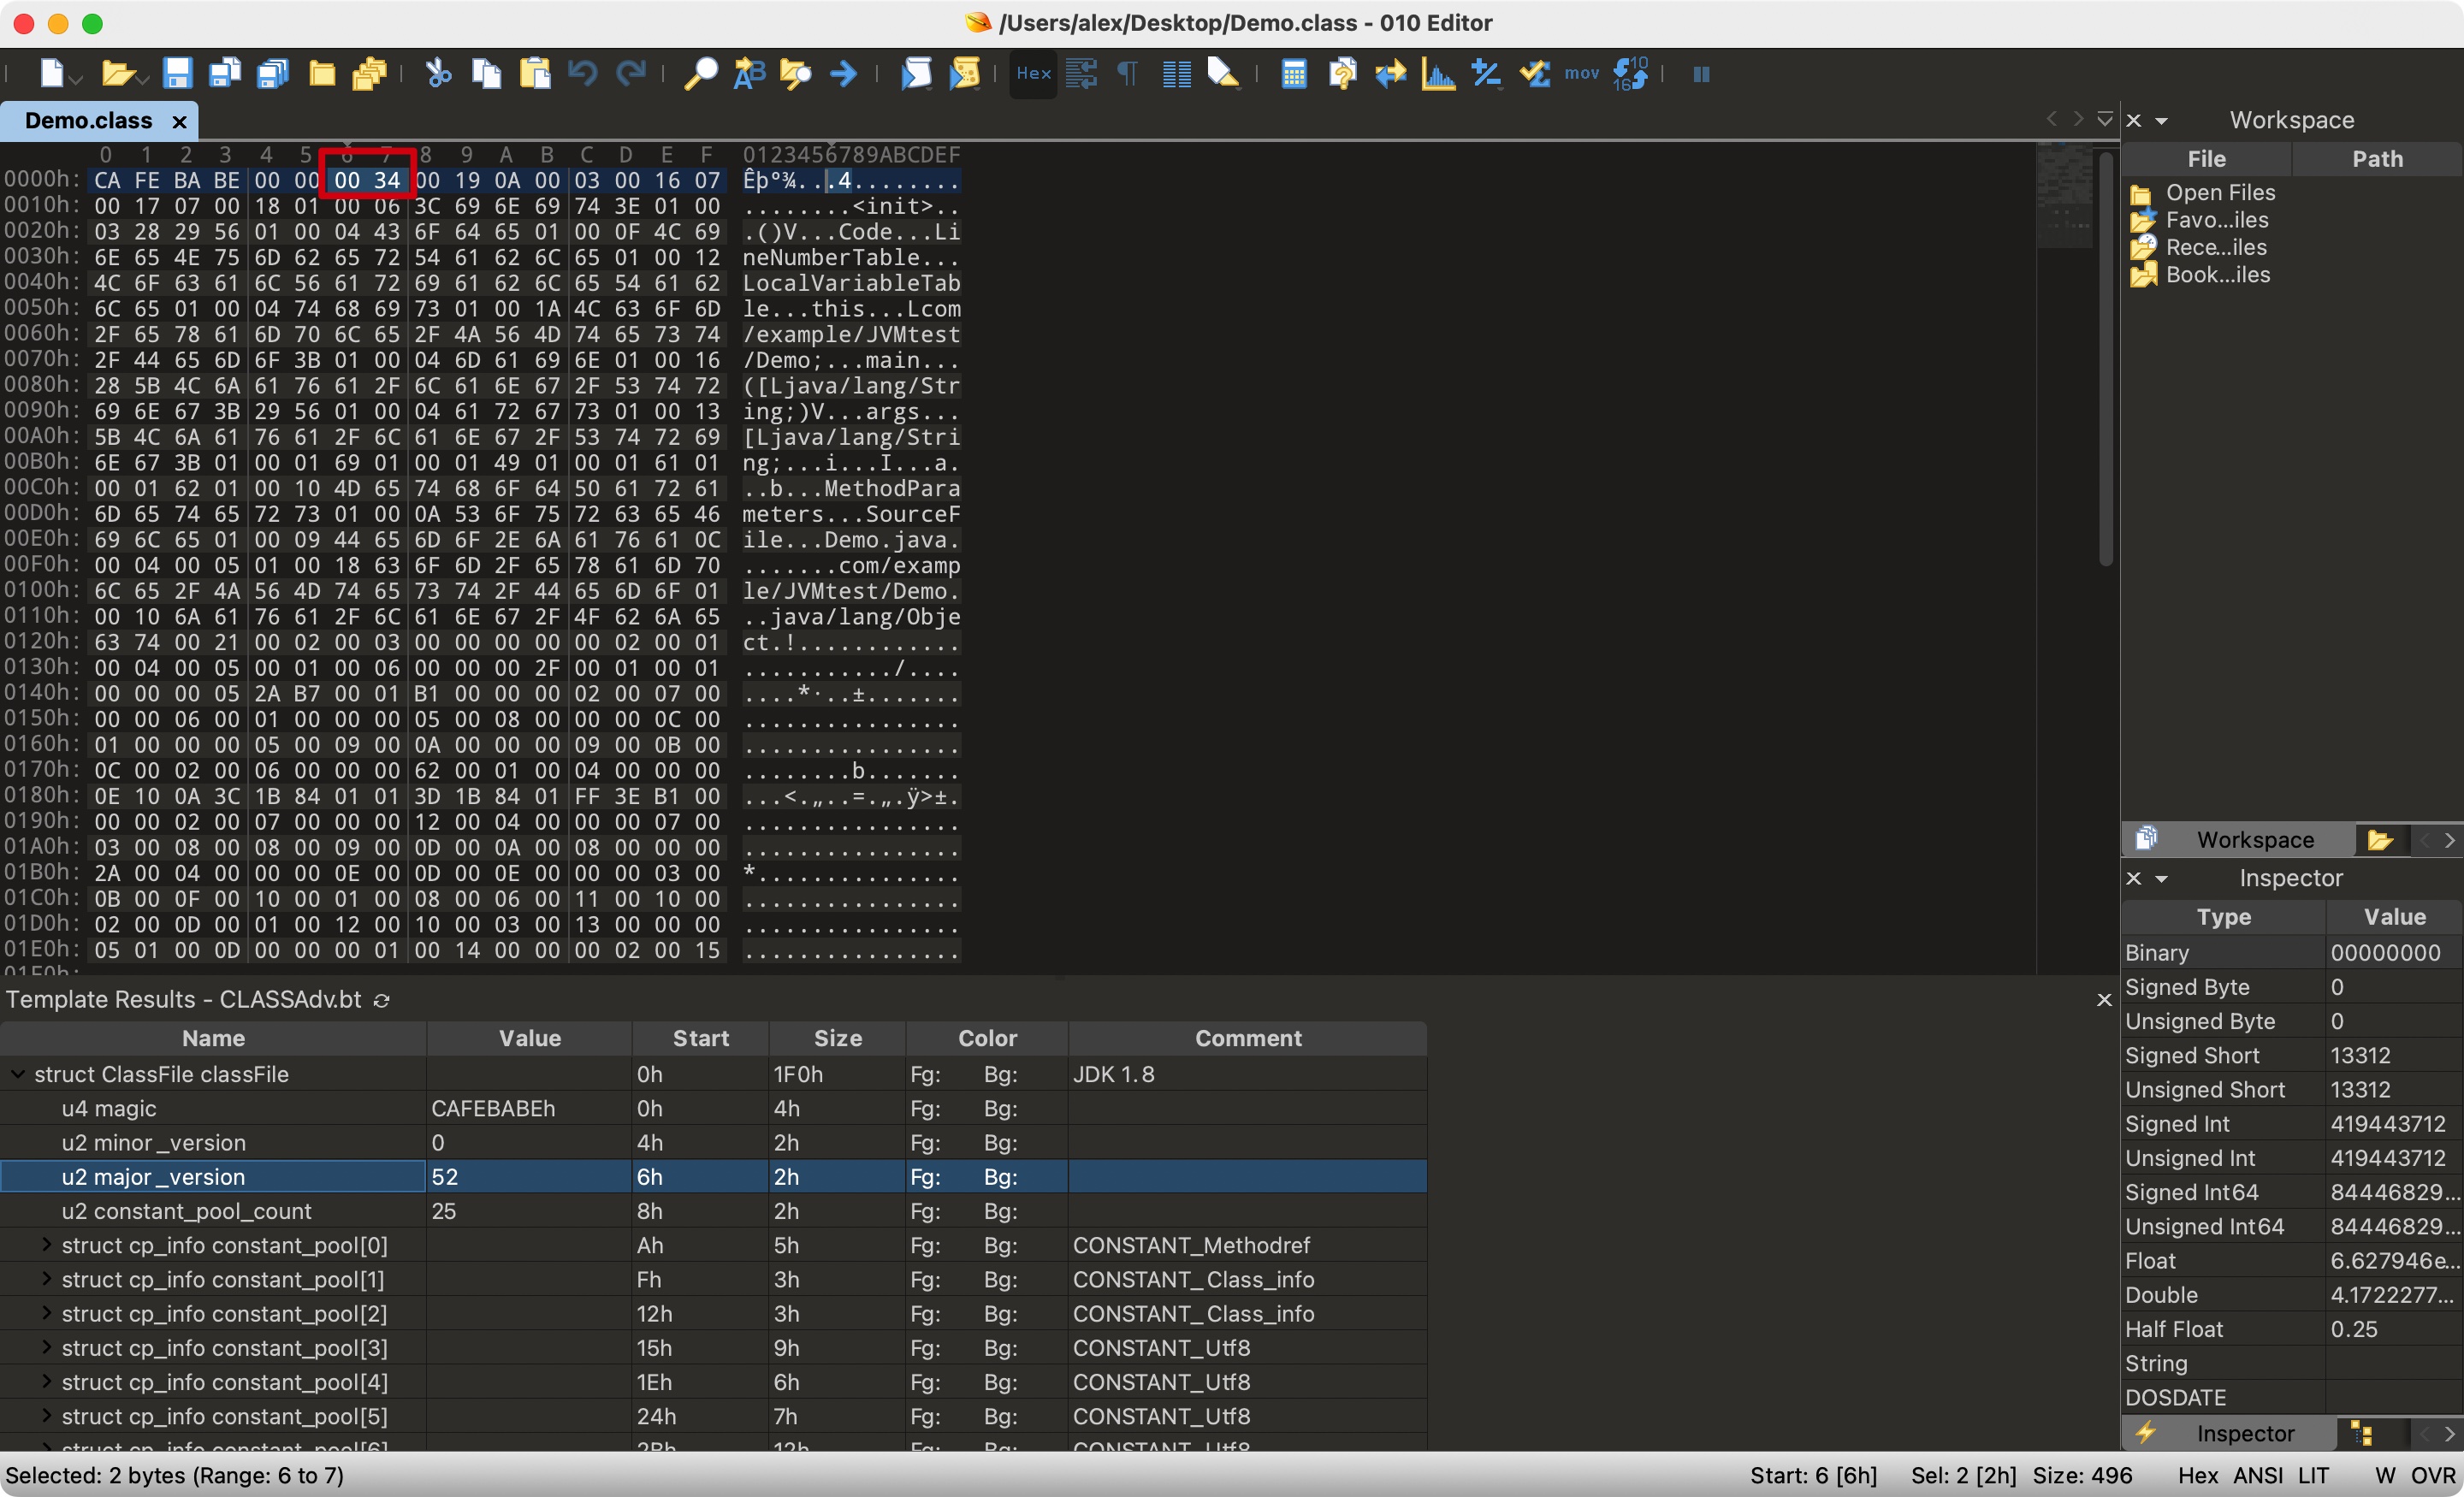 /Users/alex/Desktop/Demo.class - 010 Editor
Hex mov 10 16
Demo.class
0 1 2 3 4 5 6 7 8 9 A B C D E F 0123456789ABCDEF
0000h: CA FE BA BE 00 00 00 34 00 19 0A 00 03 00 16 07 Êþº¾...4........
0010h: 00 17 07 00 18 01 00 06 3C 69 6E 69 74 3E 01 00 ........<init>..
0020h: 03 28 29 56 01 00 04 43 6F 64 65 01 00 0F 4C 69 .()V...Code...Li
0030h: 6E 65 4E 75 6D 62 65 72 54 61 62 6C 65 01 00 12 neNumberTable...
0040h: 4C 6F 63 61 6C 56 61 72 69 61 62 6C 65 54 61 62 LocalVariableTab
0050h: 6C 65 01 00 04 74 68 69 73 01 00 1A 4C 63 6F 6D le...this...Lcom
0060h: 2F 65 78 61 6D 70 6C 65 2F 4A 56 4D 74 65 73 74 /example/JVMtest
0070h: 2F 44 65 6D 6F 3B 01 00 04 6D 61 69 6E 01 00 16 /Demo;...main...
0080h: 28 5B 4C 6A 61 76 61 2F 6C 61 6E 67 2F 53 74 72 ([Ljava/lang/Str
0090h: 69 6E 67 3B 29 56 01 00 04 61 72 67 73 01 00 13 ing;)V...args...
00A0h: 5B 4C 6A 61 76 61 2F 6C 61 6E 67 2F 53 74 72 69 [Ljava/lang/Stri
00B0h: 6E 67 3B 01 00 01 69 01 00 01 49 01 00 01 61 01 ng;...i...I...a.
00C0h: 00 01 62 01 00 10 4D 65 74 68 6F 64 50 61 72 61 ..b...MethodPara
00D0h: 6D 65 74 65 72 73 01 00 0A 53 6F 75 72 63 65 46 meters...SourceF
00E0h: 69 6C 65 01 00 09 44 65 6D 6F 2E 6A 61 76 61 0C ile...Demo.java.
00F0h: 00 04 00 05 01 00 18 63 6F 6D 2F 65 78 61 6D 70 .......com/examp
0100h: 6C 65 2F 4A 56 4D 74 65 73 74 2F 44 65 6D 6F 01 le/JVMtest/Demo.
0110h: 00 10 6A 61 76 61 2F 6C 61 6E 67 2F 4F 62 6A 65 ..java/lang/Obje
0120h: 63 74 00 21 00 02 00 03 00 00 00 00 00 02 00 01 ct.!............
0130h: 00 04 00 05 00 01 00 06 00 00 00 2F 00 01 00 01 .........../....
0140h: 00 00 00 05 2A B7 00 01 B1 00 00 00 02 00 07 00 ....*·..±.......
0150h: 00 00 06 00 01 00 00 00 05 00 08 00 00 00 0C 00 ................
0160h: 01 00 00 00 05 00 09 00 0A 00 00 00 09 00 0B 00 ................
0170h: 0C 00 02 00 06 00 00 00 62 00 01 00 04 00 00 00 ........b.......
0180h: 0E 10 0A 3C 1B 84 01 01 3D 1B 84 01 FF 3E B1 00 ...<.„..=.„.ÿ>±.
0190h: 00 00 02 00 07 00 00 00 12 00 04 00 00 00 07 00 ................
01A0h: 03 00 08 00 08 00 09 00 0D 00 0A 00 08 00 00 00 ................
01B0h: 2A 00 04 00 00 00 0E 00 0D 00 0E 00 00 00 03 00 *...............
01C0h: 0B 00 0F 00 10 00 01 00 08 00 06 00 11 00 10 00 ................
01D0h: 02 00 0D 00 01 00 12 00 10 00 03 00 13 00 00 00 ................
01E0h: 05 01 00 0D 00 00 00 01 00 14 00 00 00 02 00 15 ................
01F0h:
Template Results - CLASSAdv.bt
Name Value Start Size Color Comment
struct ClassFile classFile 0h 1F0h Fg: Bg: JDK 1.8
u4 magic CAFEBABEh 0h 4h Fg: Bg:
u2 minor_version 0 4h 2h Fg: Bg:
u2 major_version 52 6h 2h Fg: Bg:
u2 constant_pool_count 25 8h 2h Fg: Bg:
struct cp_info constant_pool[0] Ah 5h Fg: Bg: CONSTANT_Methodref
struct cp_info constant_pool[1] Fh 3h Fg: Bg: CONSTANT_Class_info
struct cp_info constant_pool[2] 12h 3h Fg: Bg: CONSTANT_Class_info
struct cp_info constant_pool[3] 15h 9h Fg: Bg: CONSTANT_Utf8
struct cp_info constant_pool[4] 1Eh 6h Fg: Bg: CONSTANT_Utf8
struct cp_info constant_pool[5] 24h 7h Fg: Bg: CONSTANT_Utf8
struct cp_info constant_pool[6] 2Bh 12h Fg: Bg: CONSTANT_Utf8
Workspace
File Path
Open Files
Favo...iles
Rece...iles
Book...iles
Workspace
Inspector
Type Value
Binary 00000000
Signed Byte 0
Unsigned Byte 0
Signed Short 13312
Unsigned Short 13312
Signed Int 419443712
Unsigned Int 419443712
Signed Int64 84446829...
Unsigned Int64 84446829...
Float 6.627946e...
Double 4.1722277...
Half Float 0.25
String
DOSDATE
Inspector
Selected: 2 bytes (Range: 6 to 7) Start: 6 [6h] Sel: 2 [2h] Size: 496 Hex ANSI LIT W OVR